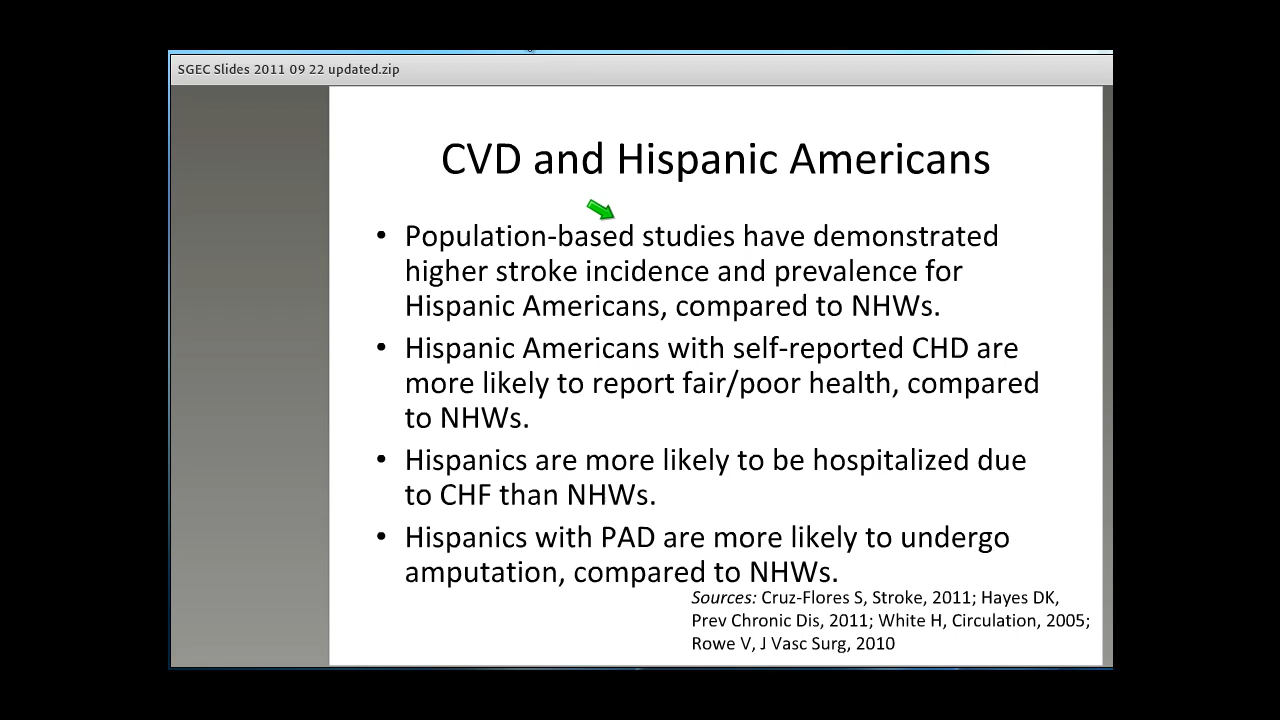 SGEC Slides 2011 09 22 updated.zip
CVD and Hispanic Americans
• Population-based studies have demonstrated
higher stroke incidence and prevalence for
Hispanic Americans, compared to NHWs.
• Hispanic Americans with self-reported CHD are
more likely to report fair/poor health, compared
to NHWs.
• Hispanics are more likely to be hospitalized due
to CHF than NHWs.
• Hispanics with PAD are more likely to undergo
amputation, compared to NHWs.
Sources: Cruz-Flores S, Stroke, 2011; Hayes DK,
Prev Chronic Dis, 2011; White H, Circulation, 2005;
Rowe V, J Vasc Surg, 2010